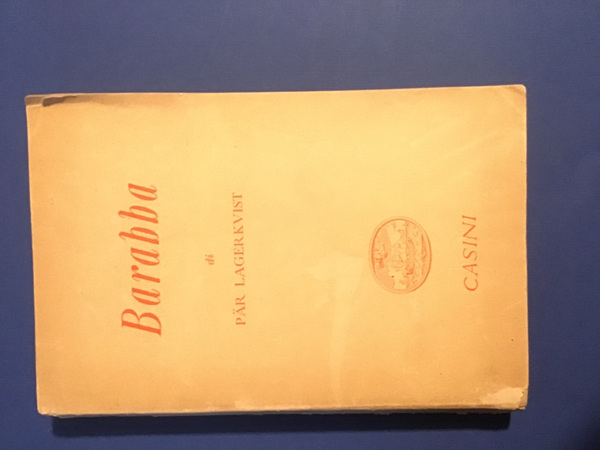 Barabba
di
PÄR LAGERKVIST
CASINI